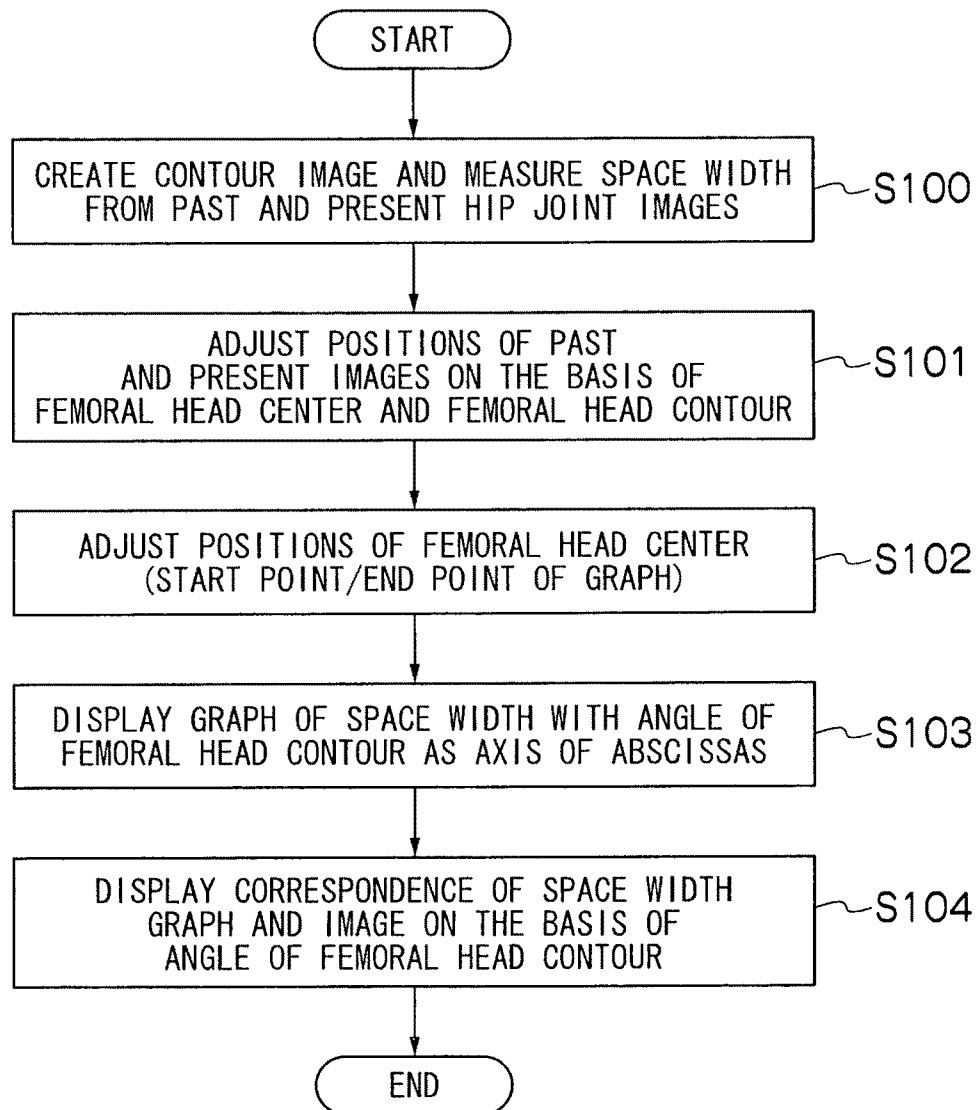 START
CREATE CONTOUR IMAGE AND MEASURE SPACE WIDTH
FROM PAST AND PRESENT HIP JOINT IMAGES
S100
ADJUST POSITIONS OF PAST
AND PRESENT IMAGES ON THE BASIS OF
FEMORAL HEAD CENTER AND FEMORAL HEAD CONTOUR
S101
ADJUST POSITIONS OF FEMORAL HEAD CENTER
(START POINT/END POINT OF GRAPH)
S102
DISPLAY GRAPH OF SPACE WIDTH WITH ANGLE OF
FEMORAL HEAD CONTOUR AS AXIS OF ABSCISSAS
S103
DISPLAY CORRESPONDENCE OF SPACE WIDTH
GRAPH AND IMAGE ON THE BASIS OF
ANGLE OF FEMORAL HEAD CONTOUR
S104
END